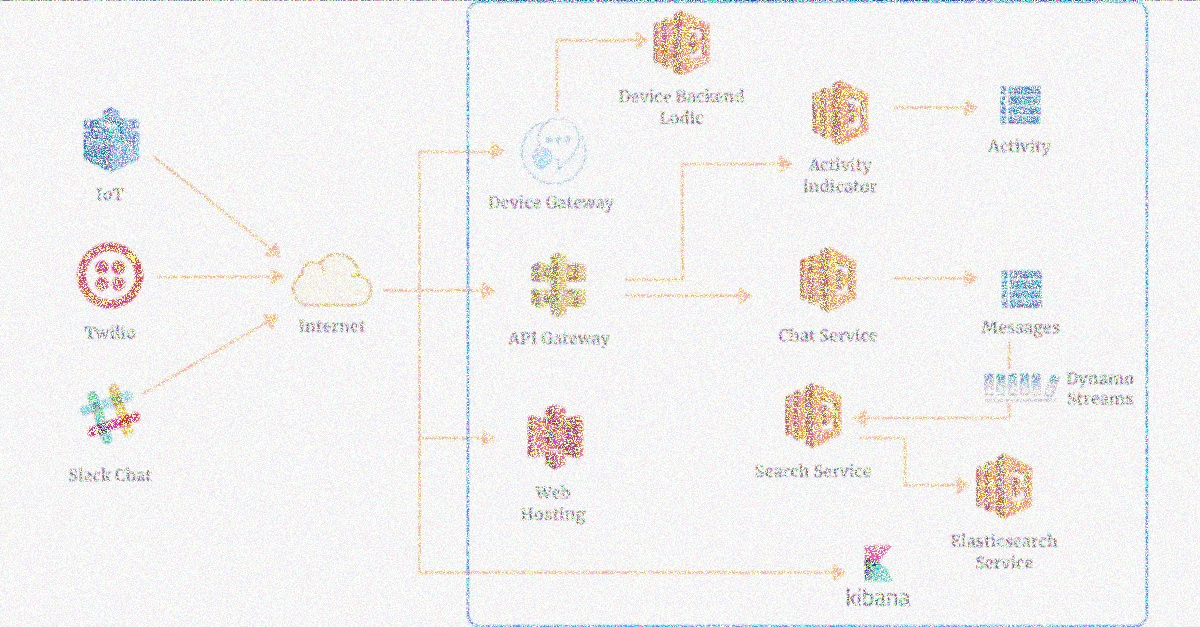 Device Backend
Lodic
Activity
Activity
Indicator
IoT
Device Gateway
Twilio
Internet
API Gateway
Chat Service
Messages
Dynamo
Streams
Slack Chat
Search Service
Web
Hosting
Elasticsearch
Service
kibana